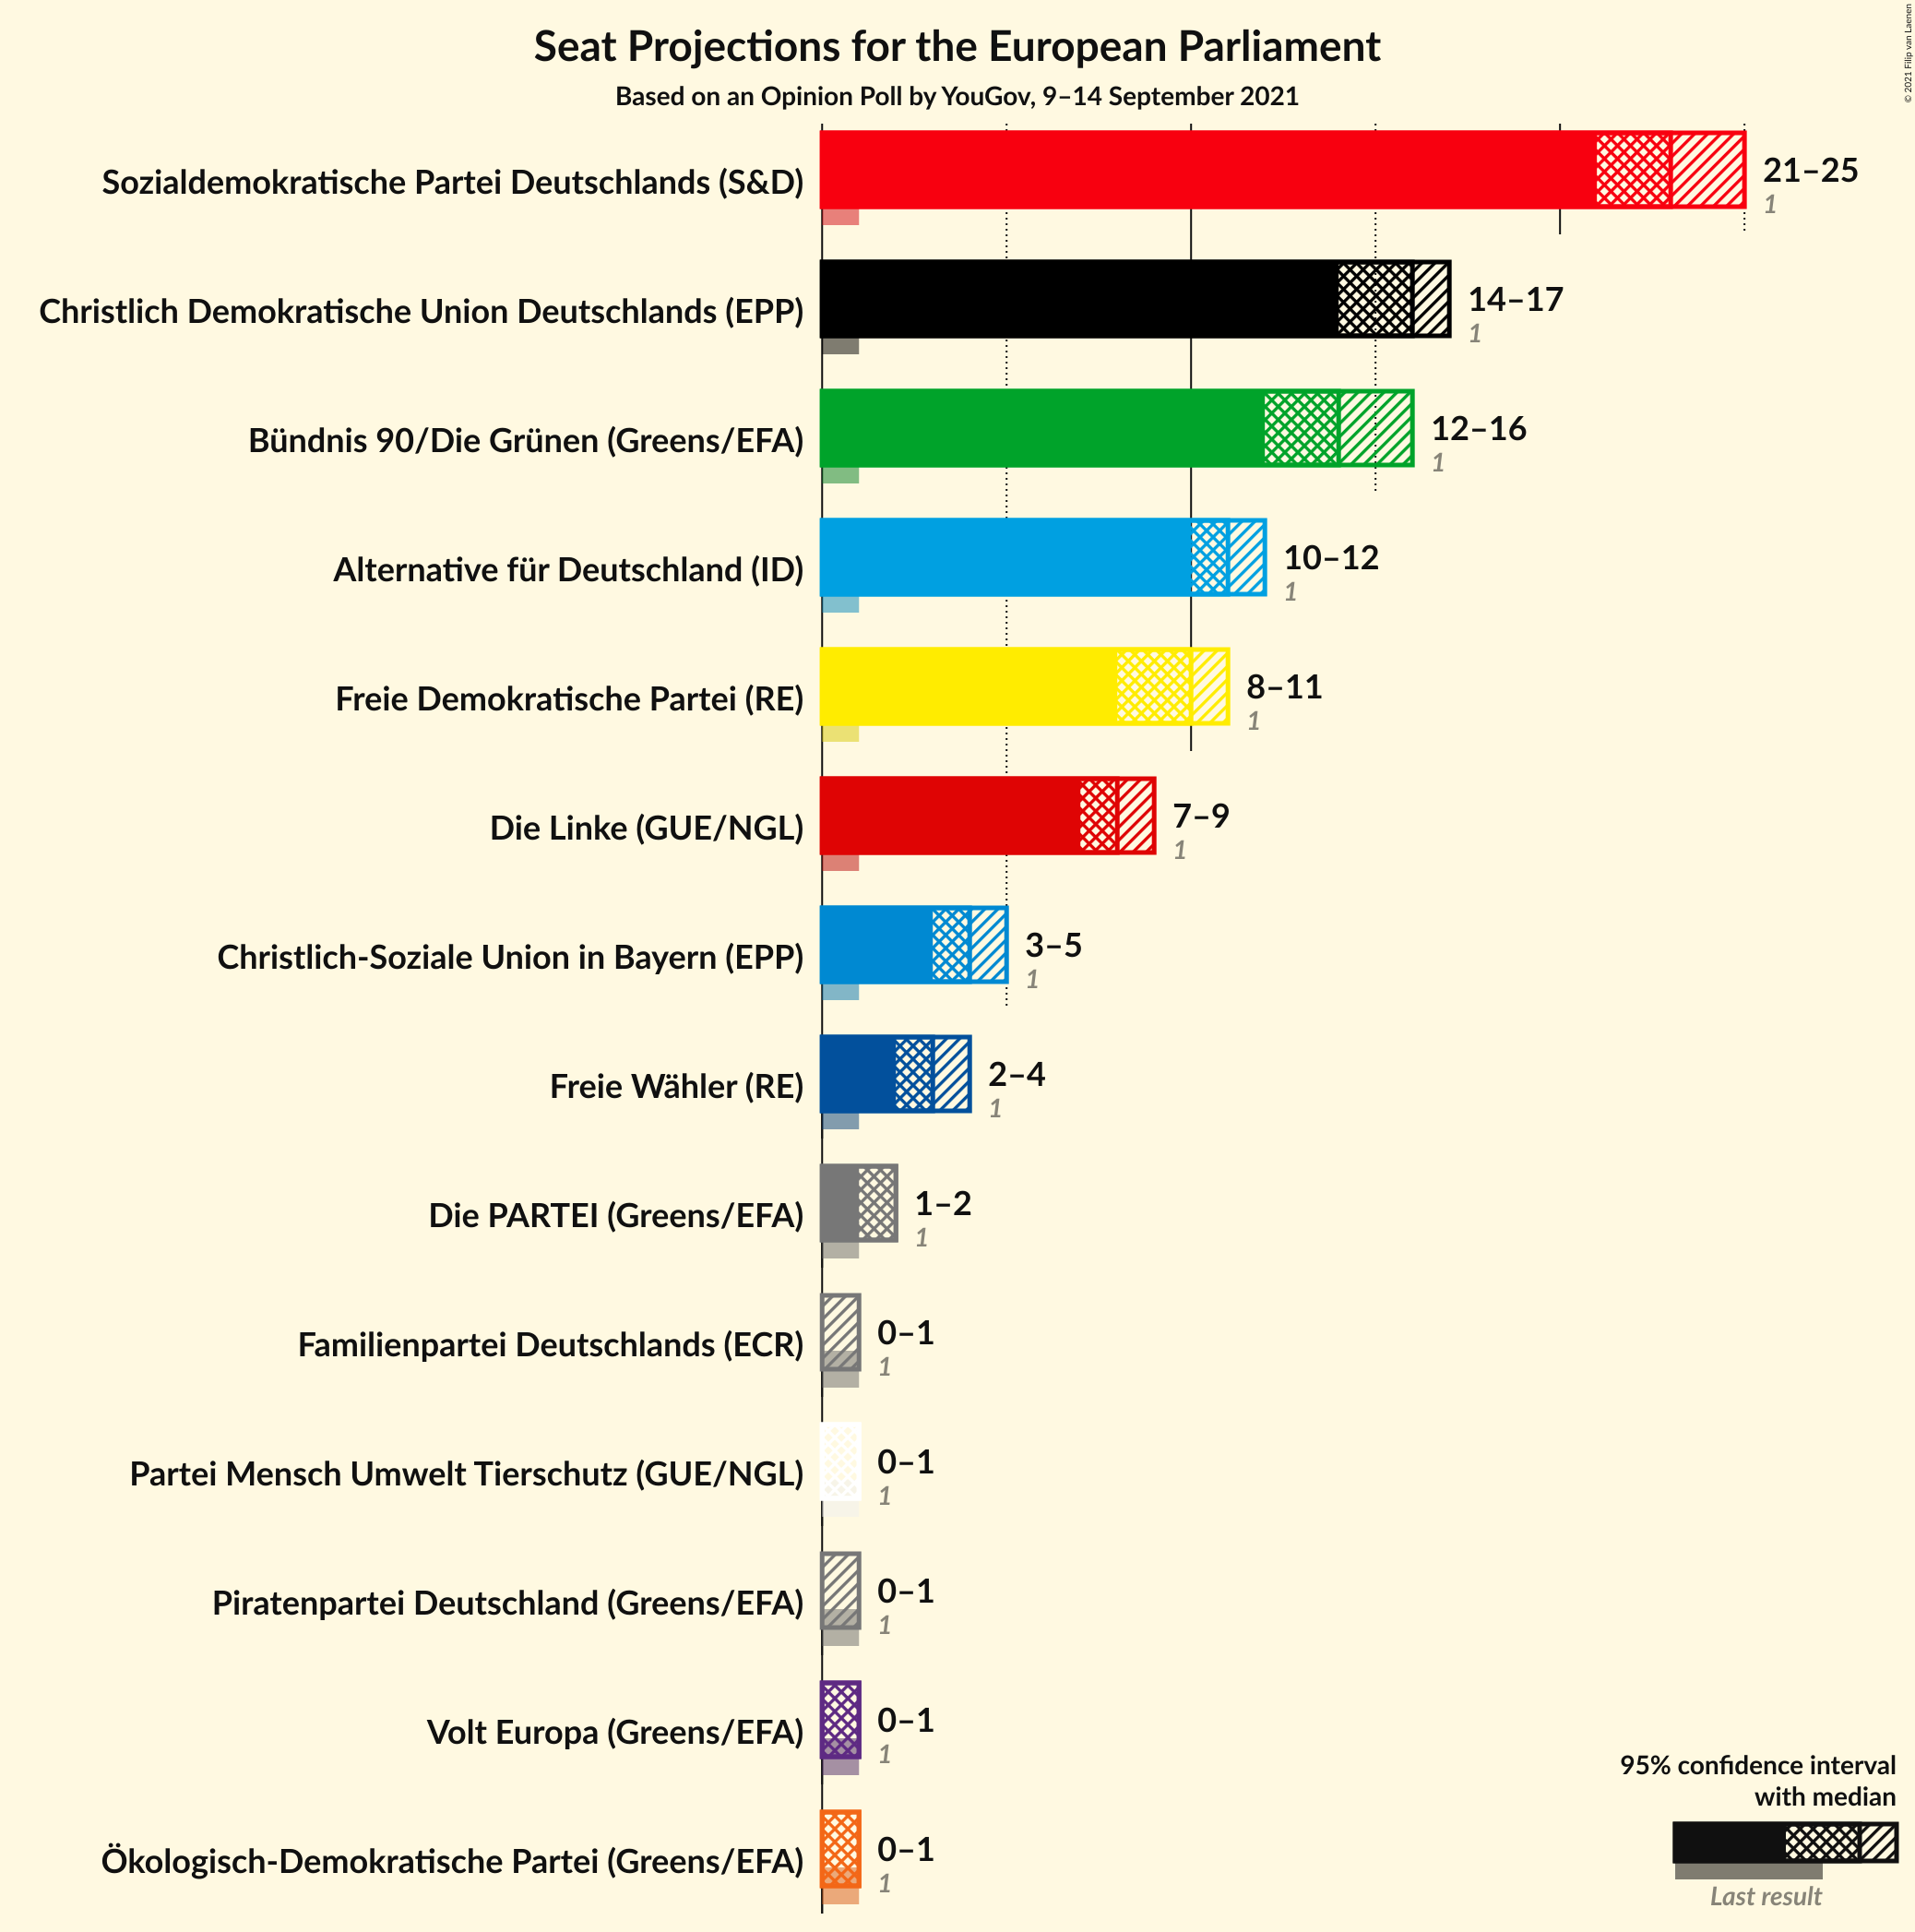 © 2021 Filip van Laenen
Seat Projections for the European Parliament
Based on an Opinion Poll by YouGov, 9–14 September 2021
Sozialdemokratische Partei Deutschlands (S&D)
21–25
1
Christlich Demokratische Union Deutschlands (EPP)
14–17
1
Bündnis 90/Die Grünen (Greens/EFA)
12–16
1
Alternative für Deutschland (ID)
10–12
1
Freie Demokratische Partei (RE)
8–11
1
Die Linke (GUE/NGL)
7–9
1
Christlich-Soziale Union in Bayern (EPP)
3–5
1
Freie Wähler (RE)
2–4
1
Die PARTEI (Greens/EFA)
1–2
1
Familienpartei Deutschlands (ECR)
0–1
1
Partei Mensch Umwelt Tierschutz (GUE/NGL)
0–1
1
Piratenpartei Deutschland (Greens/EFA)
0–1
1
Volt Europa (Greens/EFA)
0–1
1
Ökologisch-Demokratische Partei (Greens/EFA)
0–1
1
95% confidence interval
with median
Last result